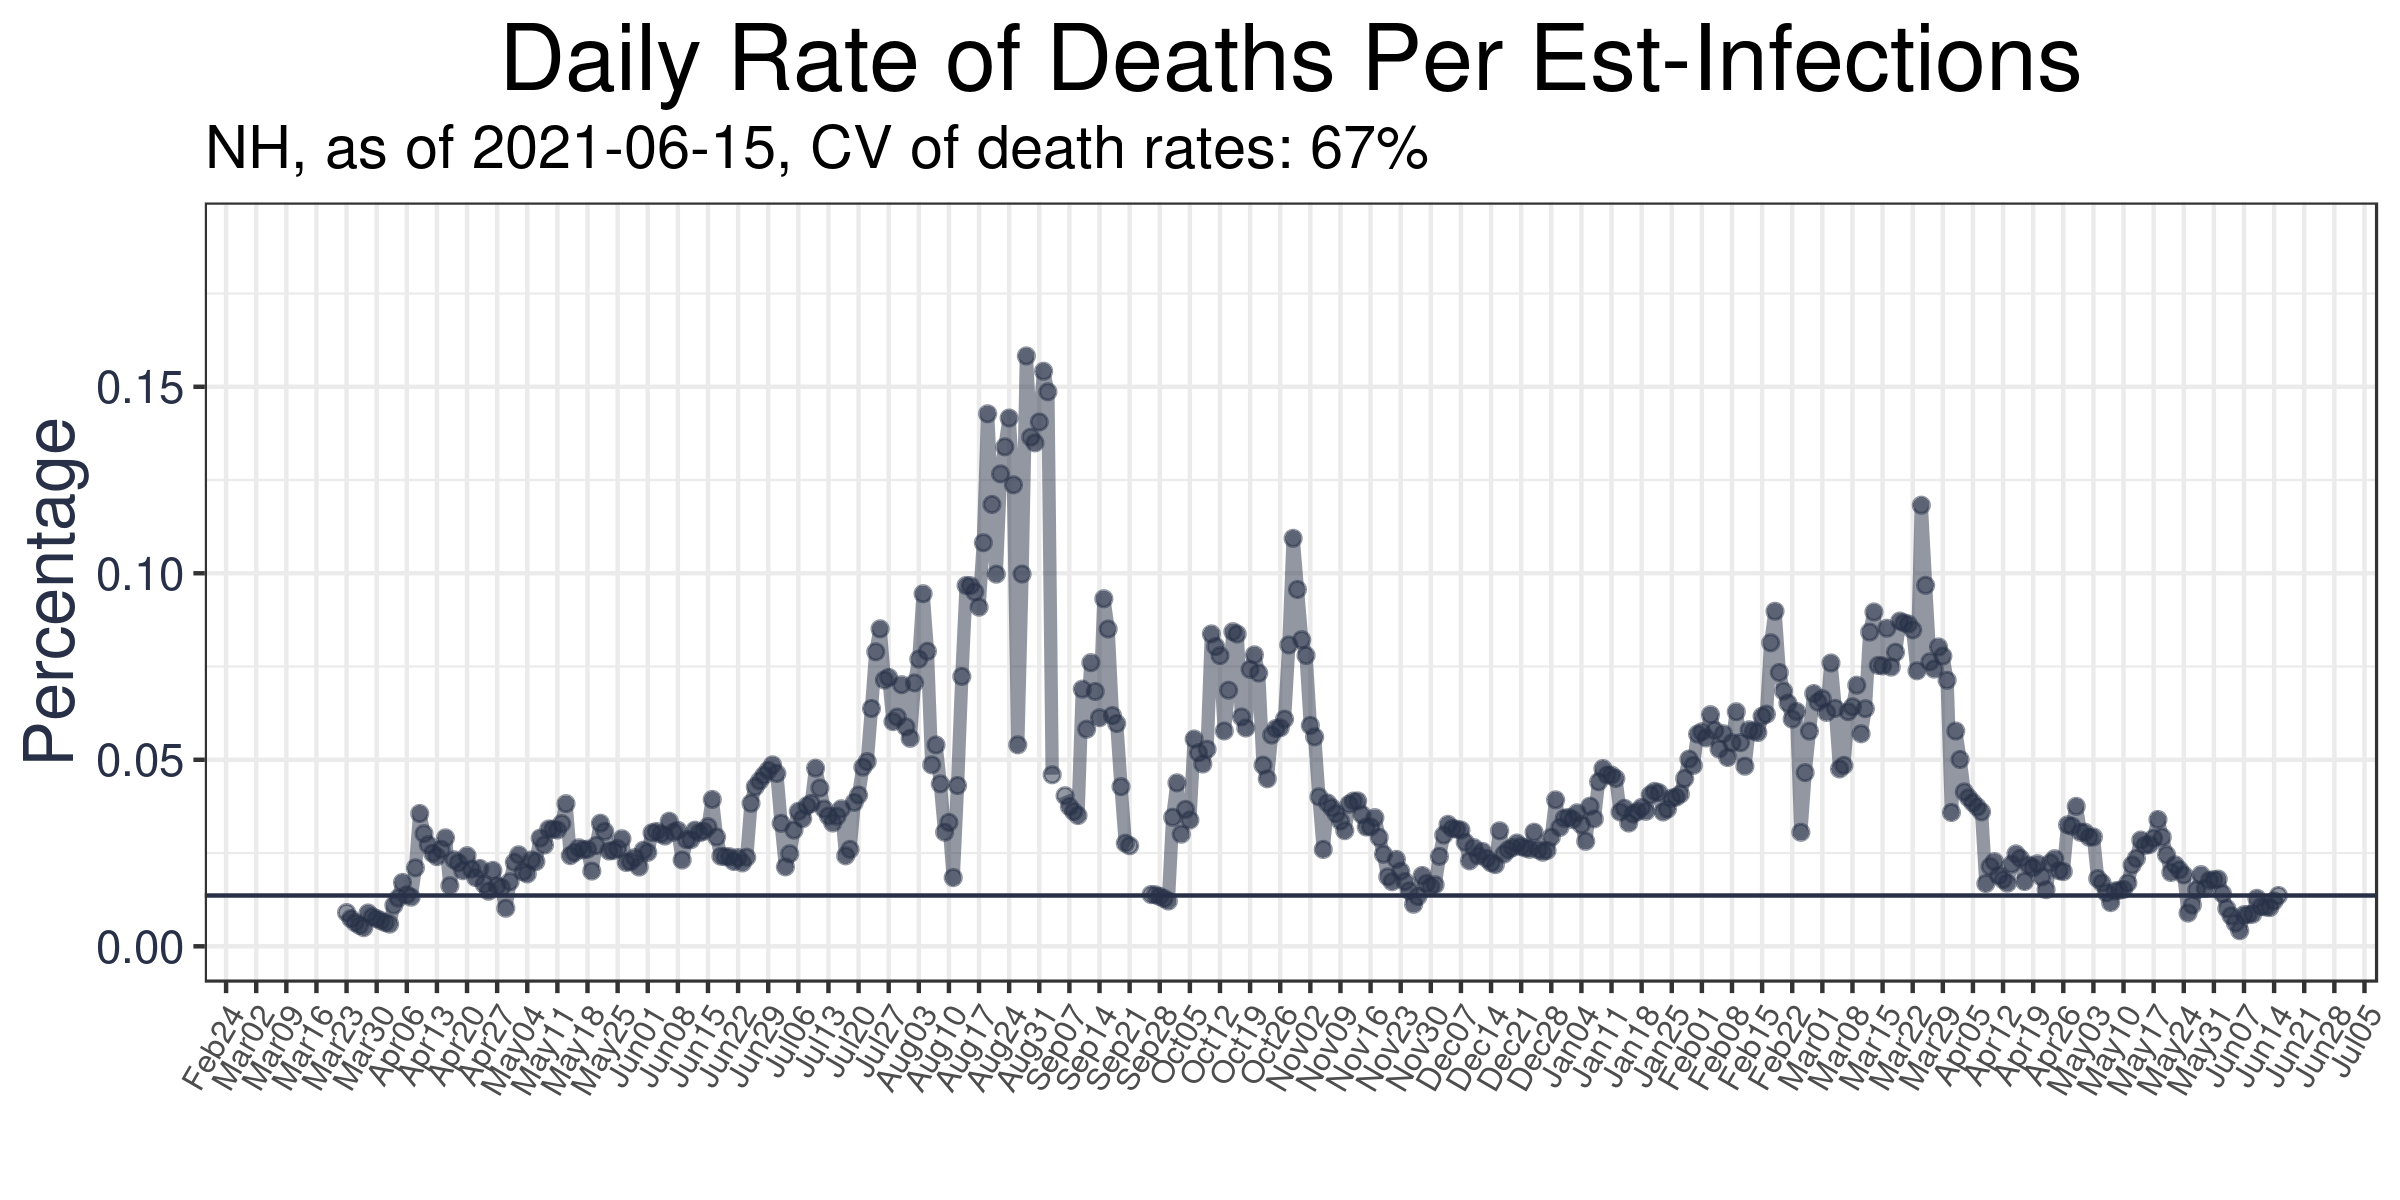 Daily Rate of Deaths Per Est-Infections
NH, as of 2021-06-15, CV of death rates: 67%
Percentage
0.15
0.10
0.05
0.00
Feb24
Mar02
Mar09
Mar16
Mar23
Mar30
Apr06
Apr13
Apr20
Apr27
May04
May11
May18
May25
Jun01
Jun08
Jun15
Jun22
Jun29
Jul06
Jul13
Jul20
Jul27
Aug03
Aug10
Aug17
Aug24
Aug31
Sep07
Sep14
Sep21
Sep28
Oct05
Oct12
Oct19
Oct26
Nov02
Nov09
Nov16
Nov23
Nov30
Dec07
Dec14
Dec21
Dec28
Jan04
Jan11
Jan18
Jan25
Feb01
Feb08
Feb15
Feb22
Mar01
Mar08
Mar15
Mar22
Mar29
Apr05
Apr12
Apr19
Apr26
May03
May10
May17
May24
May31
Jun07
Jun14
Jun21
Jun28
Jul05